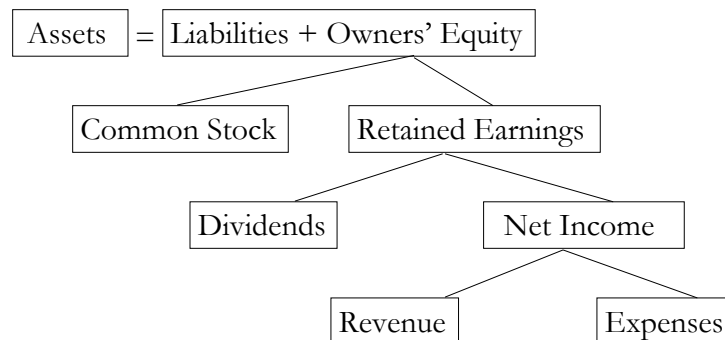 Assets = Liabilities + Owners’ Equity
Common Stock Retained Earnings
Dividends Net Income
Revenue Expenses